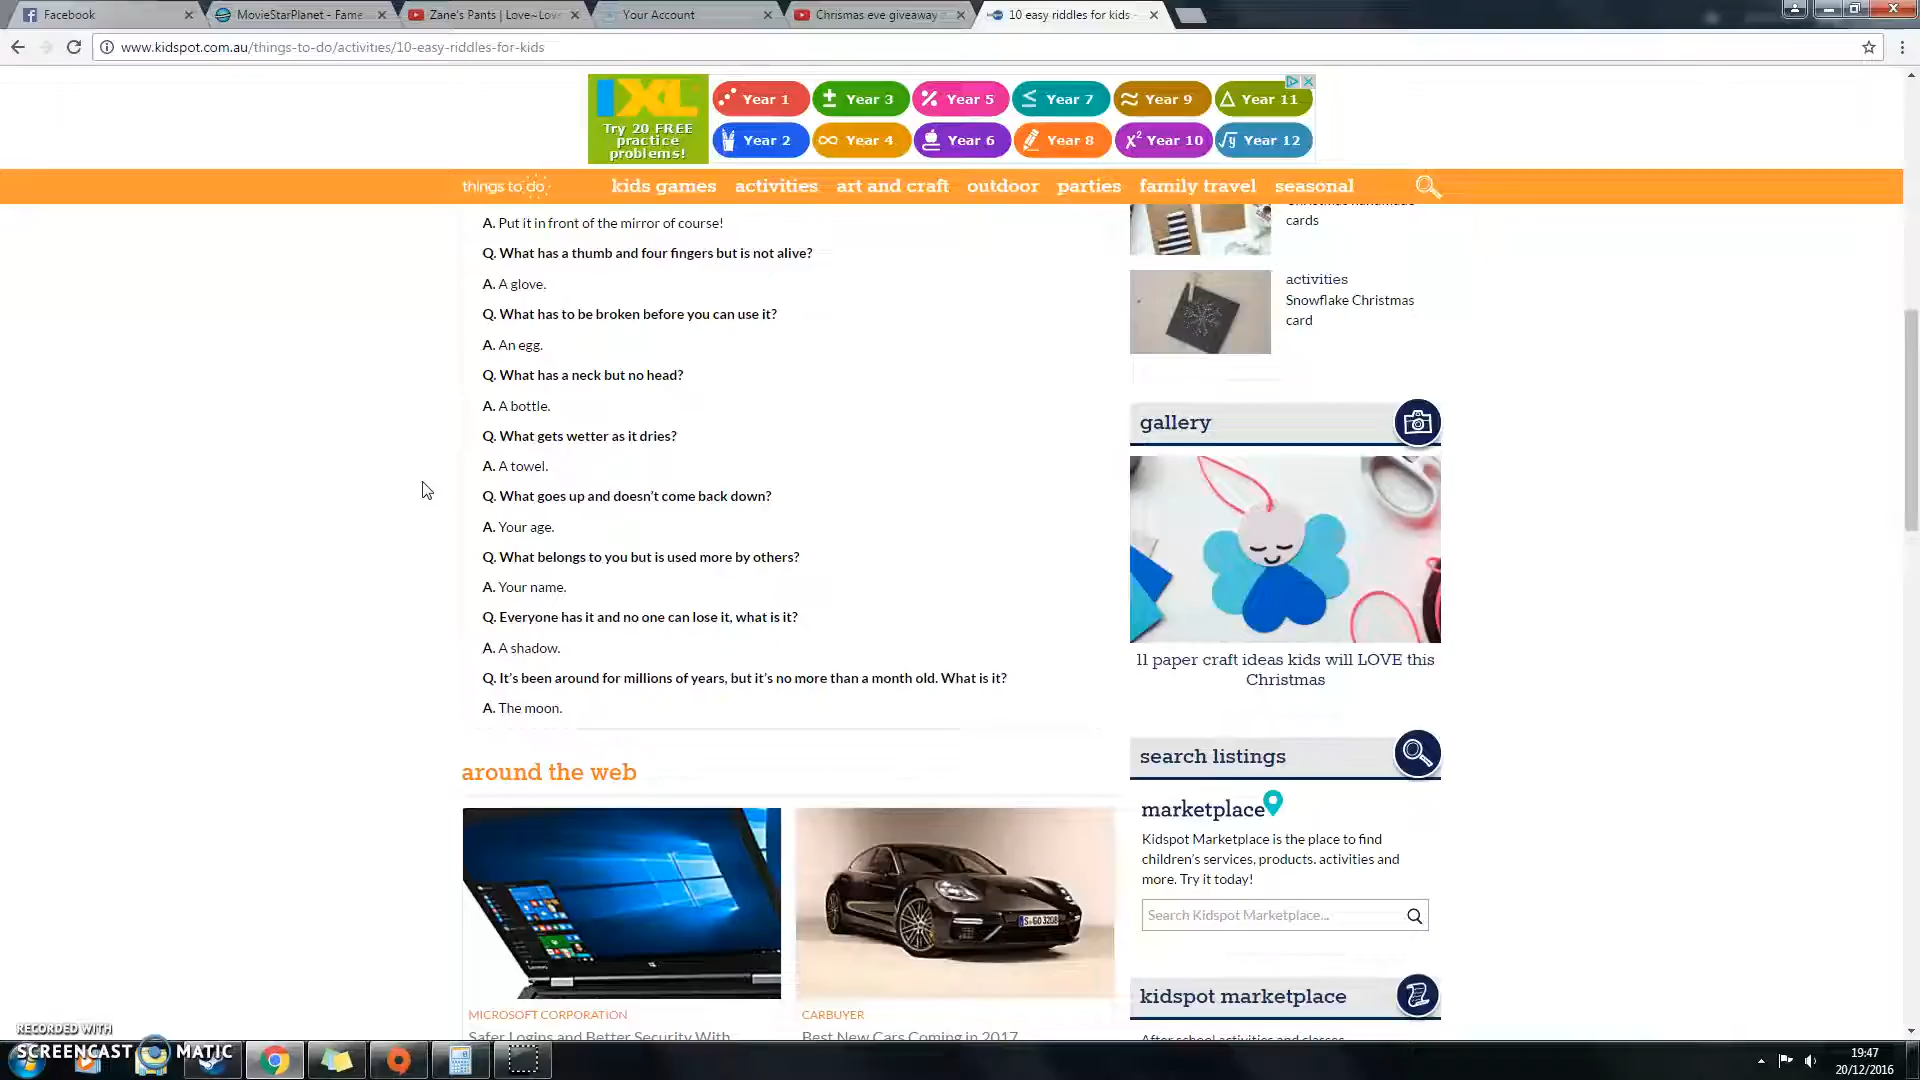 Facebook
MovieStarPlanet - Fame
Zane's Pants | Love~Lov
Your Account
Chrismas eve giveaway
10 easy riddles for kids -
www.kidspot.com.au/things-to-do/activities/10-easy-riddles-for-kids
IXL
Try 20 FREE
practice
problems!
Year 1
Year 3
Year 5
Year 7
Year 9
Year 11
Year 2
Year 4
Year 6
Year 8
Year 10
Year 12
things to do
kids games
activities
art and craft
outdoor
parties
family travel
seasonal
A. Put it in front of the mirror of course!
Q. What has a thumb and four fingers but is not alive?
A. A glove.
Q. What has to be broken before you can use it?
A. An egg.
Q. What has a neck but no head?
A. A bottle.
Q. What gets wetter as it dries?
A. A towel.
Q. What goes up and doesn't come back down?
A. Your age.
Q. What belongs to you but is used more by others?
A. Your name.
Q. Everyone has it and no one can lose it, what is it?
A. A shadow.
Q. It's been around for millions of years, but it's no more than a month old. What is it?
A. The moon.
around the web
MICROSOFT CORPORATION
Safer Logins and Better Security With
CARBUYER
Best New Cars Coming in 2017
cards
activities
Snowflake Christmas
card
gallery
11 paper craft ideas kids will LOVE this
Christmas
search listings
marketplace
Kidspot Marketplace is the place to find
children's services, products. activities and
more. Try it today!
Search Kidspot Marketplace...
kidspot marketplace
After school activities and classes
RECORDED WITH
SCREENCAST MATIC
19:47
20/12/2016